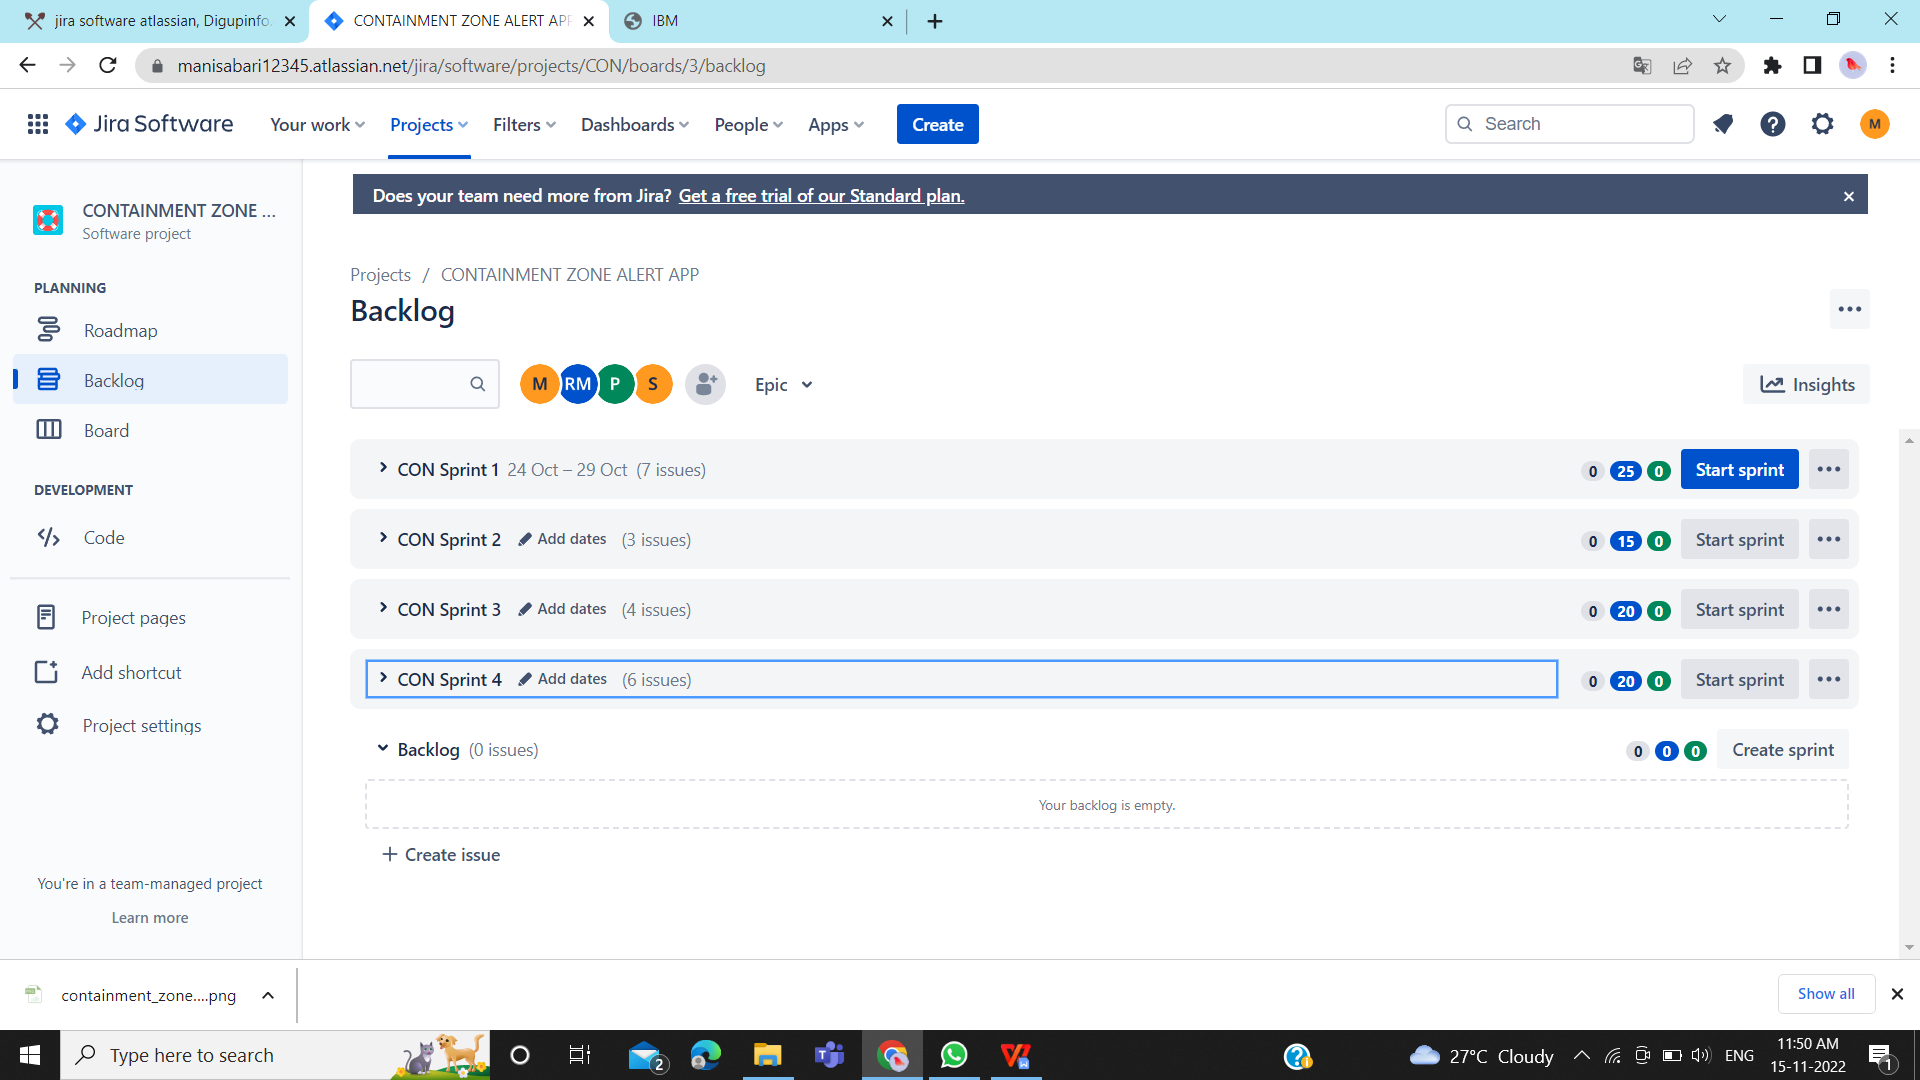 jira software atlassian, Digupinfo
CONTAINMENT ZONE ALERT APP
IBM
manisabari12345.atlassian.net/jira/software/projects/CON/boards/3/backlog
Jira Software
Your work
Projects
Filters
Dashboards
People
Apps
Create
Search
M
Does your team need more from Jira? Get a free trial of our Standard plan.
CONTAINMENT ZONE ...
Software project
PLANNING
Roadmap
Backlog
Board
DEVELOPMENT
Code
Project pages
Add shortcut
Project settings
You're in a team-managed project
Learn more
Projects / CONTAINMENT ZONE ALERT APP
Backlog
M RM P S
Epic
Insights
CON Sprint 1 24 Oct – 29 Oct (7 issues) 0 25 0 Start sprint
CON Sprint 2 Add dates (3 issues) 0 15 0 Start sprint
CON Sprint 3 Add dates (4 issues) 0 20 0 Start sprint
CON Sprint 4 Add dates (6 issues) 0 20 0 Start sprint
Backlog (0 issues) 0 0 0 Create sprint
Your backlog is empty.
+ Create issue
containment_zone....png
Show all
Type here to search
2
27°C Cloudy
ENG
11:50 AM
15-11-2022
1